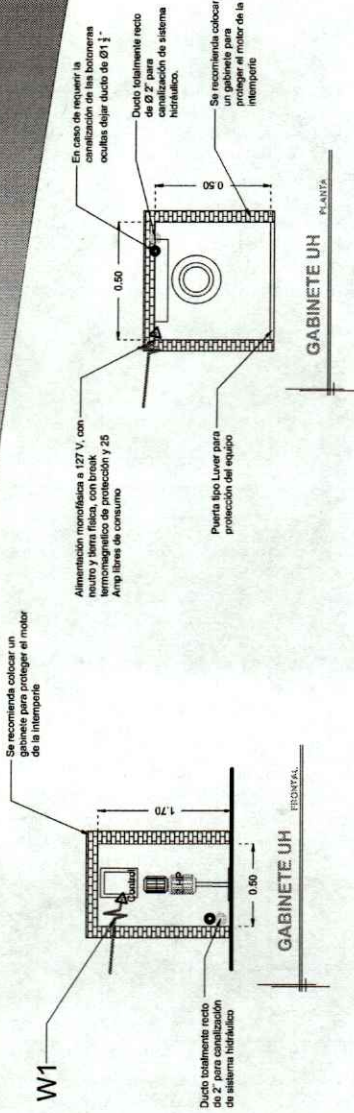 W1
Se recomienda colocar un
gabinete para proteger el motor
de la intemperie
1.70
Control
HP
0.50
Ducto totalmente recto
de 2" para canalización
de sistema hidráulico
GABINETE UH
FRONTAL
Alimentación monofásica a 127 V, con
neutro y tierra física, con break
termomagnetico de protección y 25
Amp libres de consumo
En caso de requerir la
canalización de las botoneras
ocultas dejar ducto de Ø1 1/2"
Ducto totalmente recto
de Ø 2" para
canalización de sistema
hidráulico.
0.50
0.50
Puerta tipo Luver para
protección del equipo
Se recomienda colocar
un gabinete para
proteger el motor de la
intemperie
GABINETE UH
PLANTA